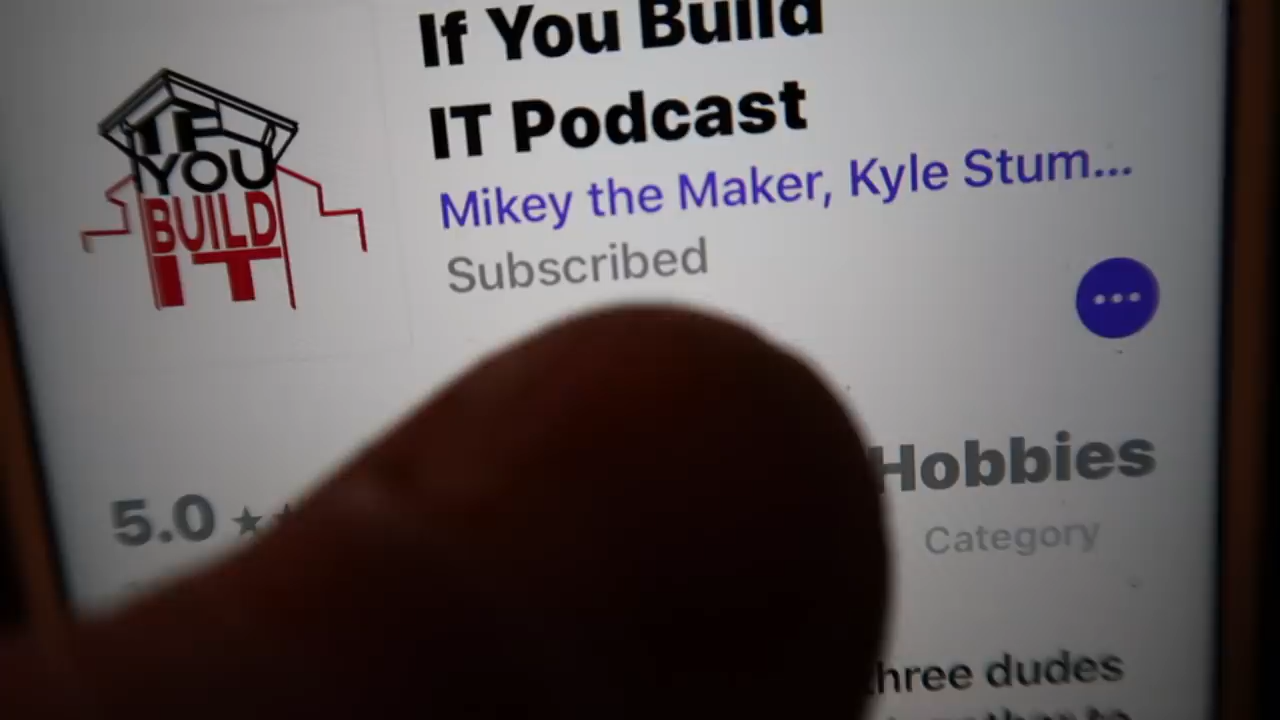 IF
YOU
BUILD
IT
If You Build
IT Podcast
Mikey the Maker, Kyle Stum...
Subscribed
5.0 ★
Hobbies
Category
three dudes